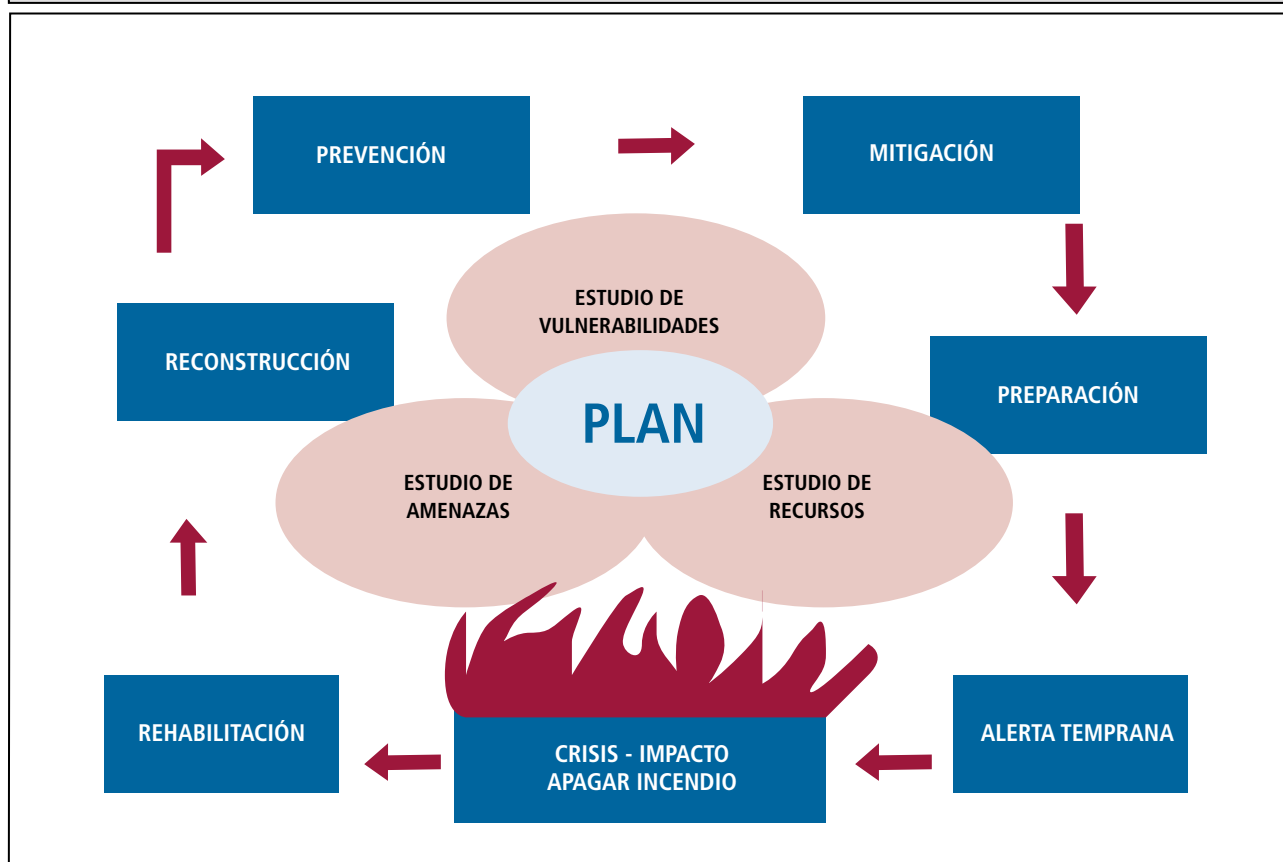 PREVENCIÓN
MITIGACIÓN
ESTUDIO DE
VULNERABILIDADES
RECONSTRUCCIÓN
PREPARACIÓN
PLAN
ESTUDIO DE
AMENAZAS
ESTUDIO DE
RECURSOS
REHABILITACIÓN
CRISIS - IMPACTO
APAGAR INCENDIO
ALERTA TEMPRANA